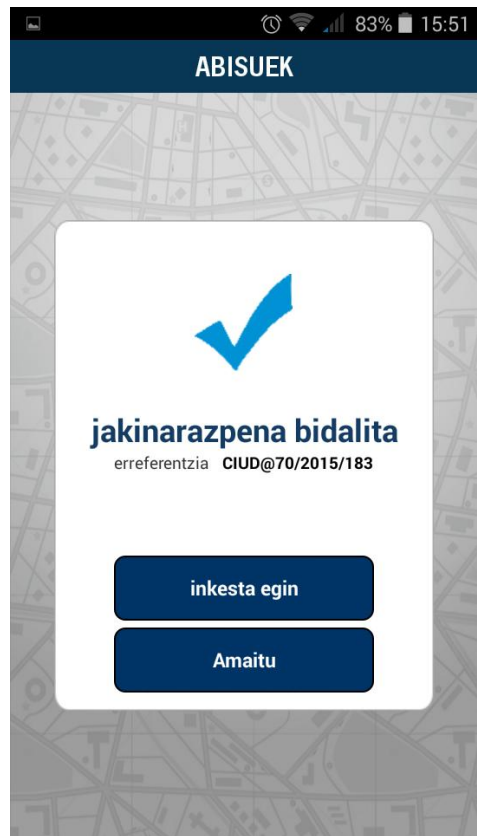 83% 15:51
ABISUEK
jakinarazpena bidalita
erreferentzia CIUD@70/2015/183
inkesta egin
Amaitu